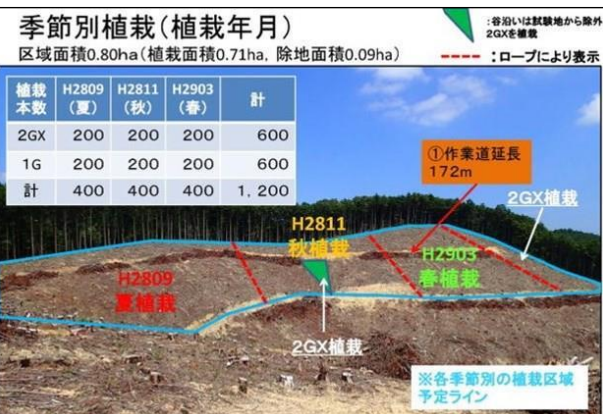 季節別植栽(植栽年月)
区域面積0.80ha(植栽面積0.71ha, 除地面積0.09ha)
:谷沿いは試験地から除外
2GXを植栽
:ロープにより表示
植栽本数 H2809(夏) H2811(秋) H2903(春) 計
2GX 200 200 200 600
1G 200 200 200 600
計 400 400 400 1,200
①作業道延長
172m
2GX植栽
H2811
秋植栽
H2903
春植栽
H2809
夏植栽
2GX植栽
※各季節別の植栽区域
予定ライン